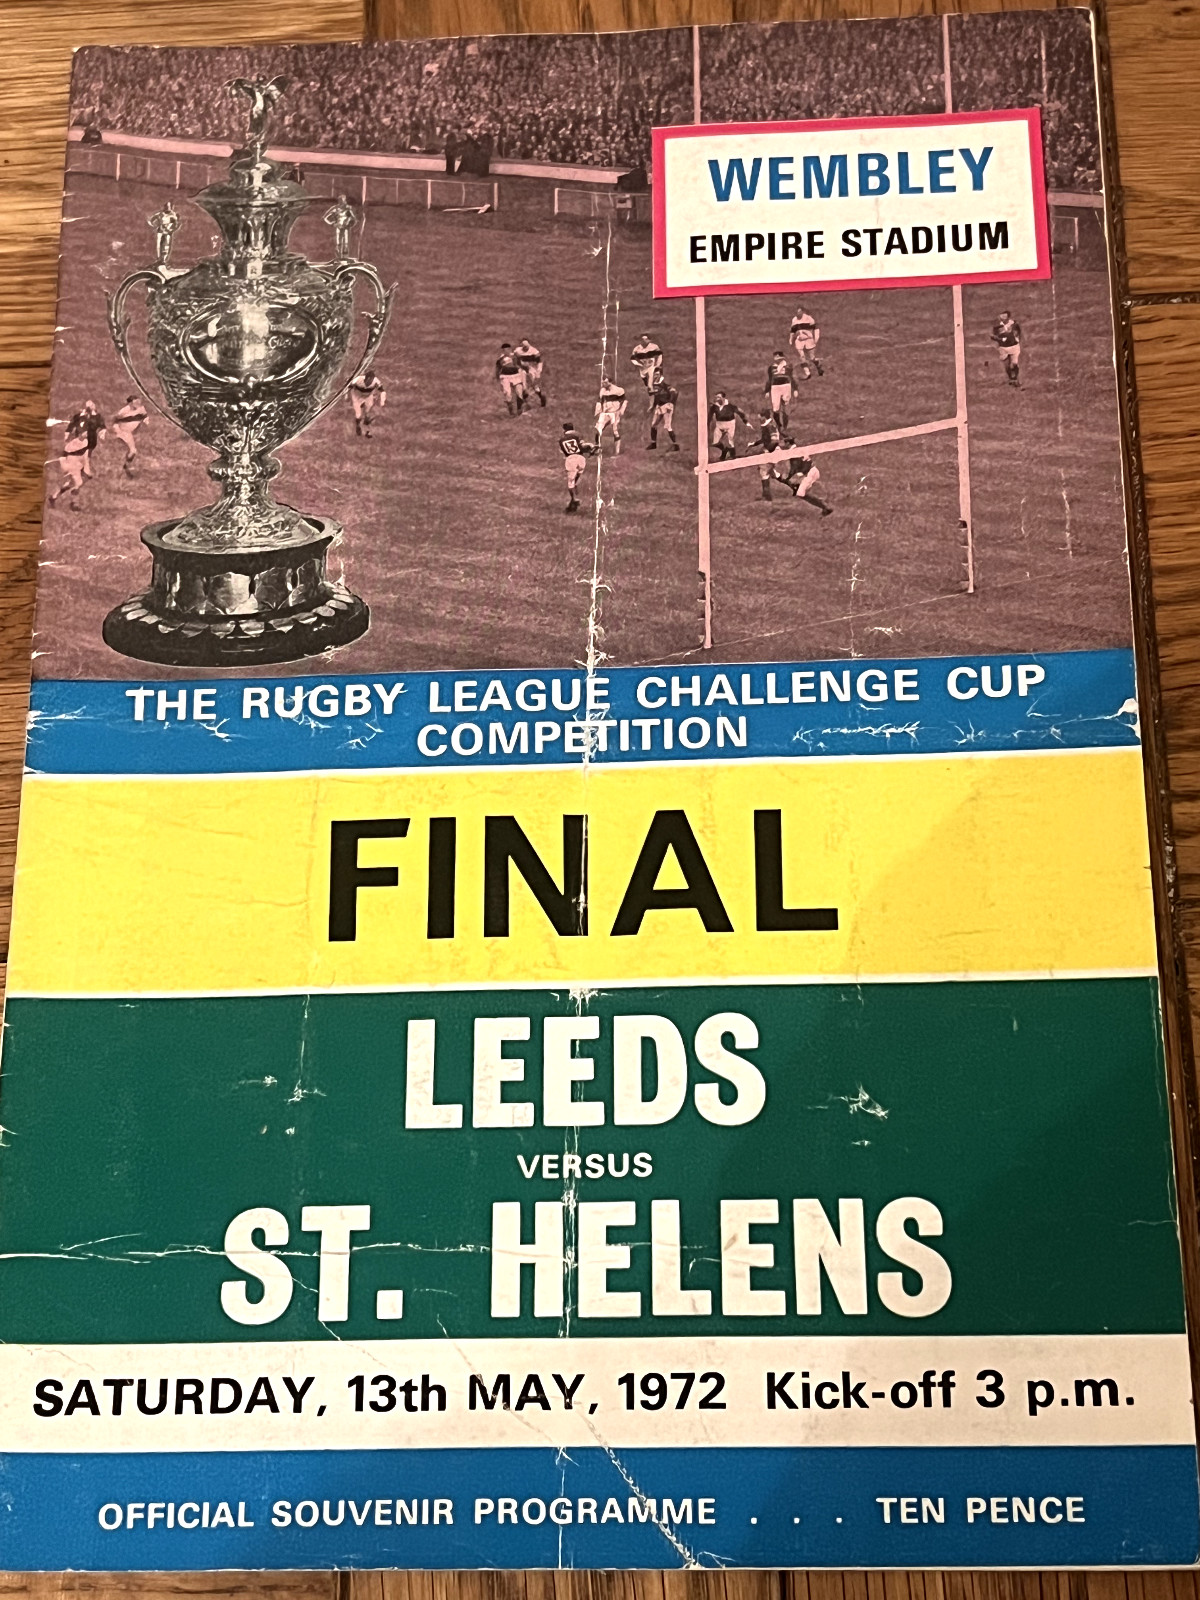 WEMBLEY
EMPIRE STADIUM
13
THE RUGBY LEAGUE CHALLENGE CUP
COMPETITION
FINAL
LEEDS
VERSUS
ST. HELENS
SATURDAY, 13th MAY, 1972 Kick-off 3 p.m.
OFFICIAL SOUVENIR PROGRAMME . . . TEN PENCE